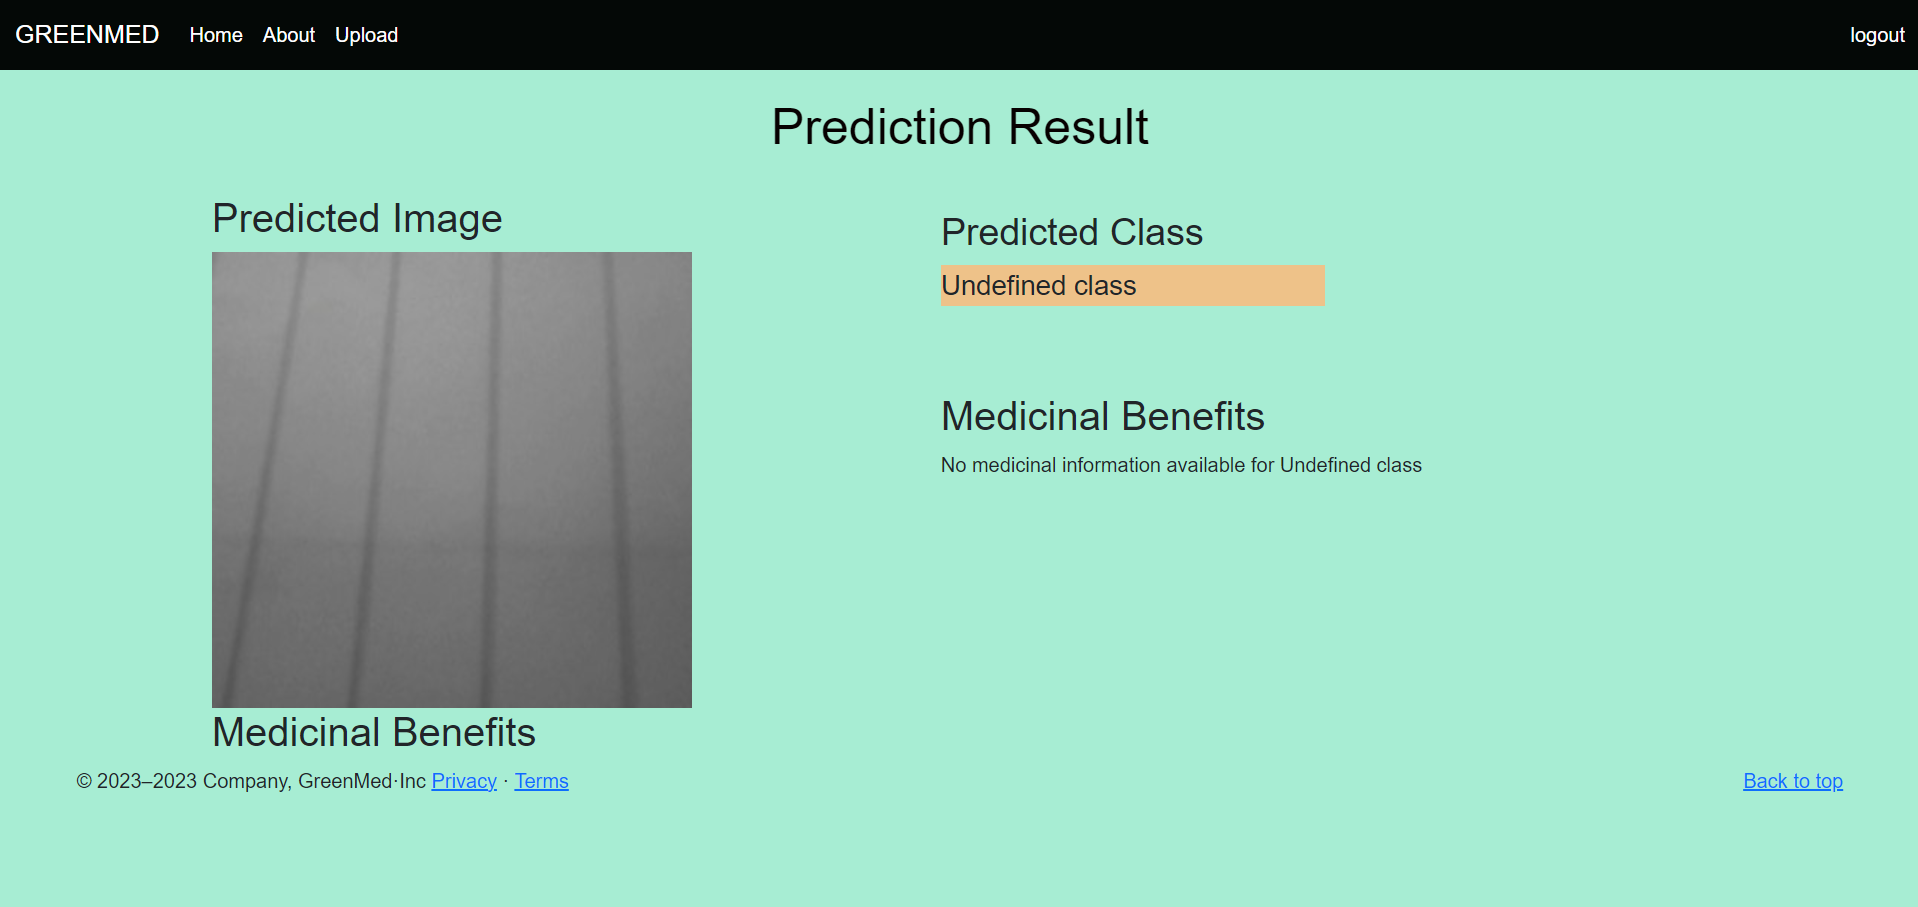 GREENMED Home About Upload logout
Prediction Result
Predicted Image
Predicted Class
Undefined class
Medicinal Benefits
No medicinal information available for Undefined class
Medicinal Benefits
© 2023–2023 Company, GreenMed·Inc Privacy · Terms Back to top